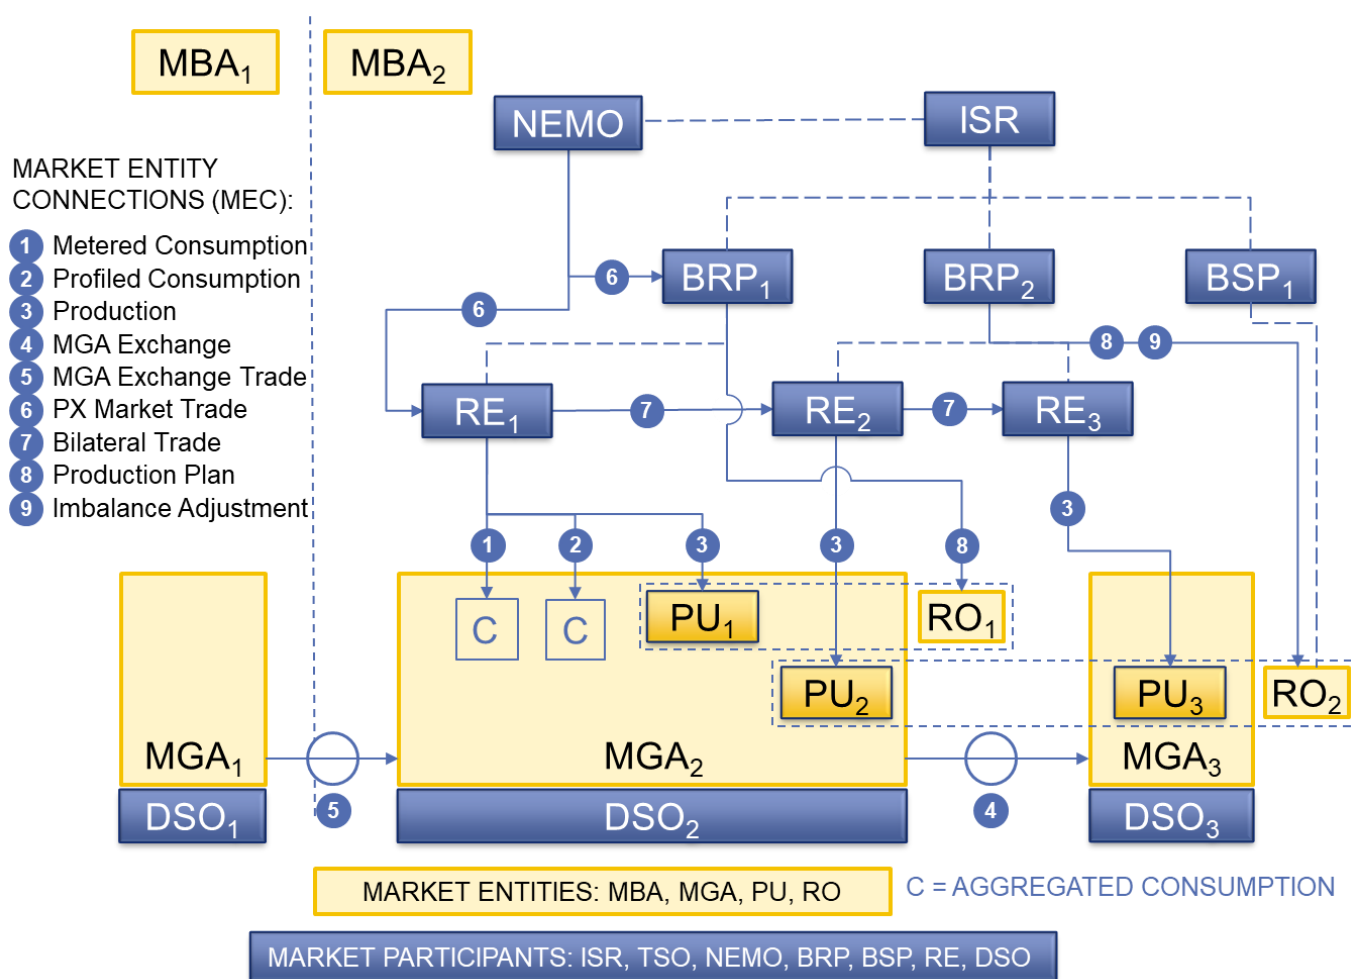 MBA1
MBA2
NEMO
ISR
MARKET ENTITY
CONNECTIONS (MEC):
1 Metered Consumption
2 Profiled Consumption
3 Production
4 MGA Exchange
5 MGA Exchange Trade
6 PX Market Trade
7 Bilateral Trade
8 Production Plan
9 Imbalance Adjustment
6
BRP1
BRP2
BSP1
6
8
9
RE1
7
RE2
7
RE3
3
1
2
3
3
8
C
C
PU1
RO1
PU2
PU3
RO2
MGA1
MGA2
MGA3
DSO1
5
DSO2
4
DSO3
MARKET ENTITIES: MBA, MGA, PU, RO
C = AGGREGATED CONSUMPTION
MARKET PARTICIPANTS: ISR, TSO, NEMO, BRP, BSP, RE, DSO